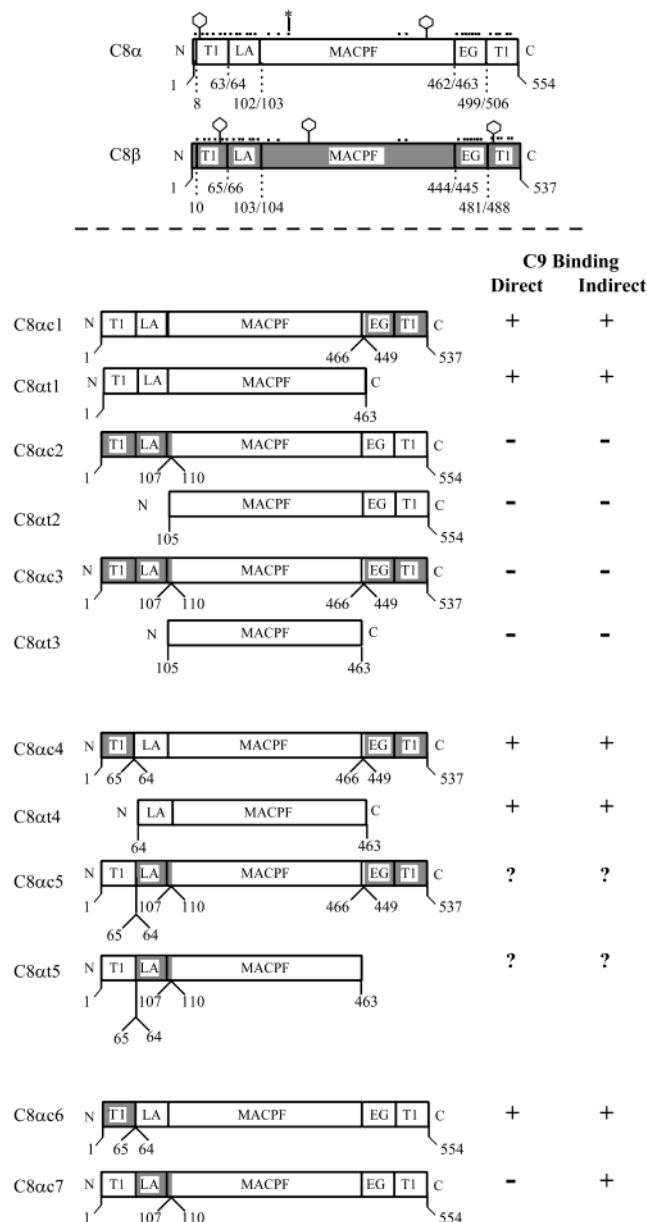 *
C8α N T1 LA MACPF EG T1 C
1 63/64 462/463 554
8 102/103 499/506
C8β N T1 LA MACPF EG T1 C
1 65/66 444/445 537
10 103/104 481/488
C9 Binding
Direct Indirect
C8αc1 N T1 LA MACPF EG T1 C + +
1 466 449 537
C8αt1 N T1 LA MACPF C + +
1 463
C8αc2 T1 LA MACPF EG T1 C - -
1 107 110 554
C8αt2 N MACPF EG T1 C - -
105 554
C8αc3 N T1 LA MACPF EG T1 C - -
1 107 110 466 449 537
C8αt3 N MACPF C - -
105 463
C8αc4 N T1 LA MACPF EG T1 C + +
1 65 64 466 449 537
C8αt4 N LA MACPF C + +
64 463
C8αc5 N T1 LA MACPF EG T1 C ? ?
1 107 110 466 449 537
65 64
C8αt5 N T1 LA MACPF ? ?
1 107 110 463
65 64
C8αc6 N T1 LA MACPF EG T1 C + +
1 65 64 554
C8αc7 N T1 LA MACPF EG T1 C - +
1 107 110 554